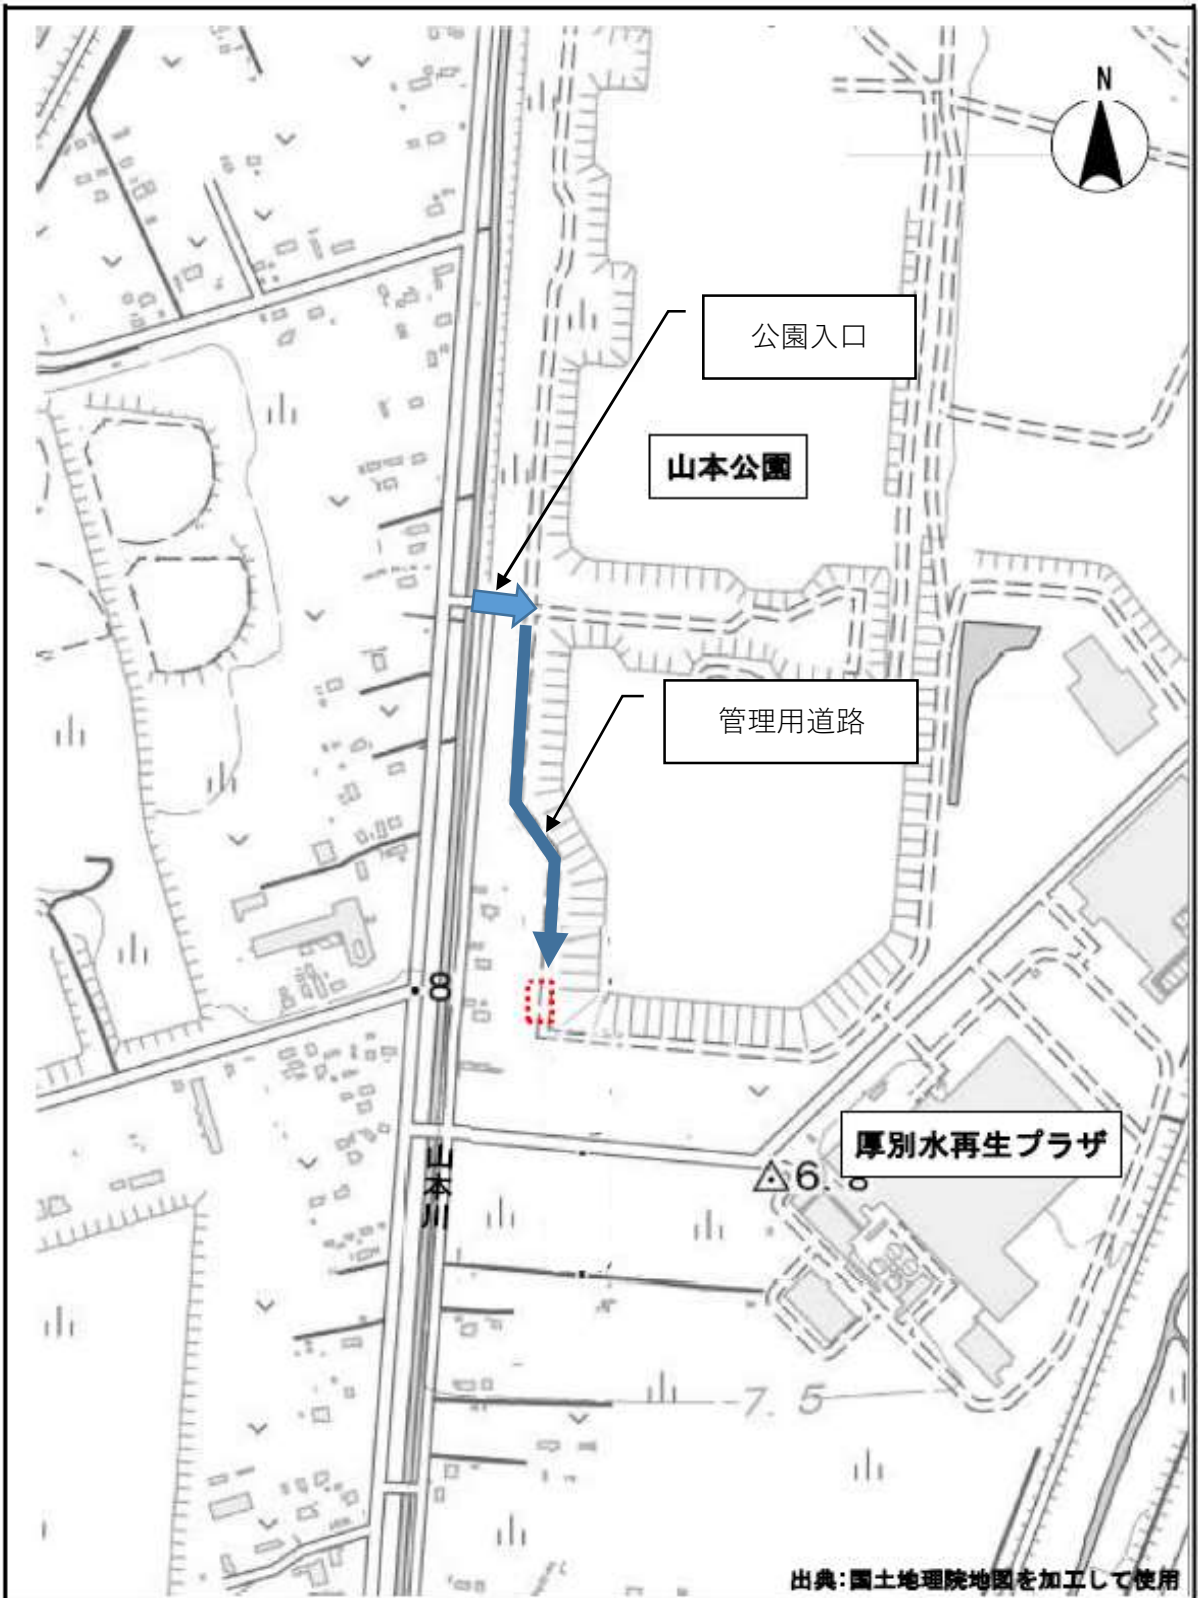 N
公園入口
山本公園
管理用道路
8
厚別水再生プラザ
6. 8
山本川
7. 5
出典:国土地理院地図を加工して使用